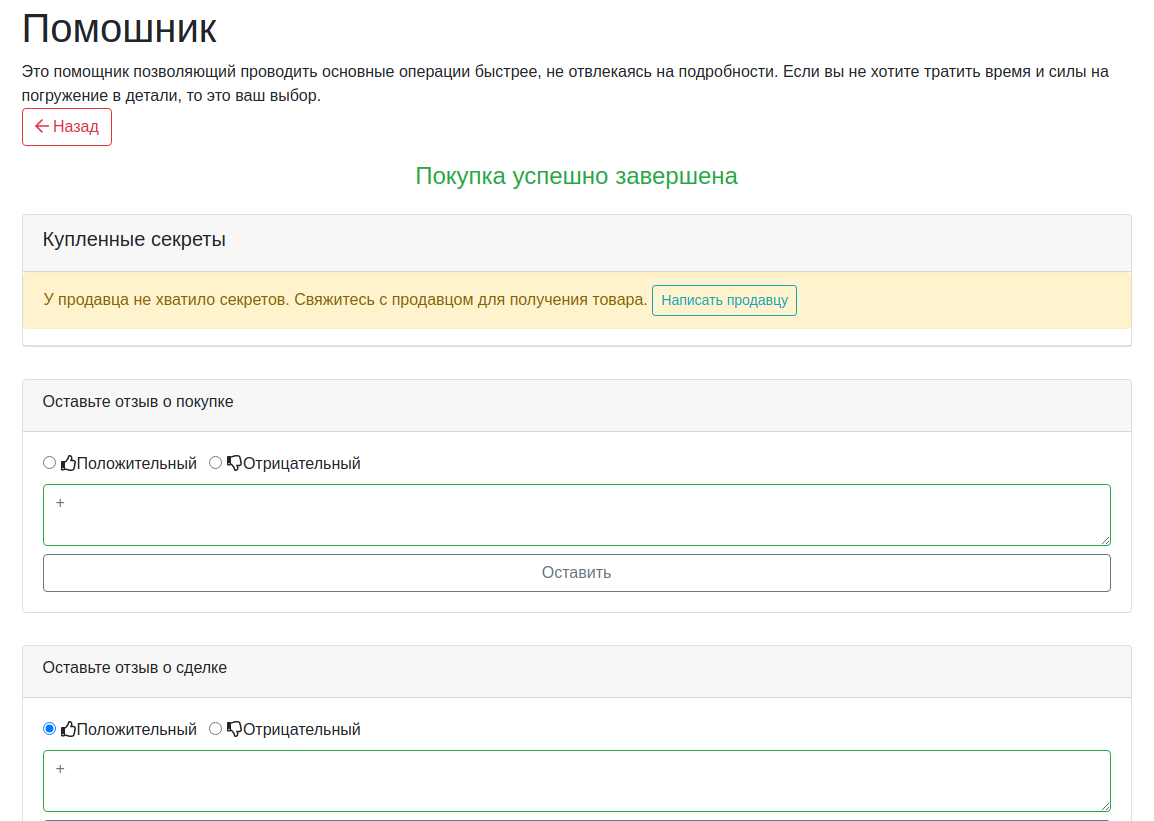 Помошник
Это помощник позволяющий проводить основные операции быстрее, не отвлекаясь на подробности. Если вы не хотите тратить время и силы на
погружение в детали, то это ваш выбор.
Назад
Покупка успешно завершена
Купленные секреты
У продавца не хватило секретов. Свяжитесь с продавцом для получения товара. Написать продавцу
Оставьте отзыв о покупке
Положительный Отрицательный
+
Оставить
Оставьте отзыв о сделке
Положительный Отрицательный
+